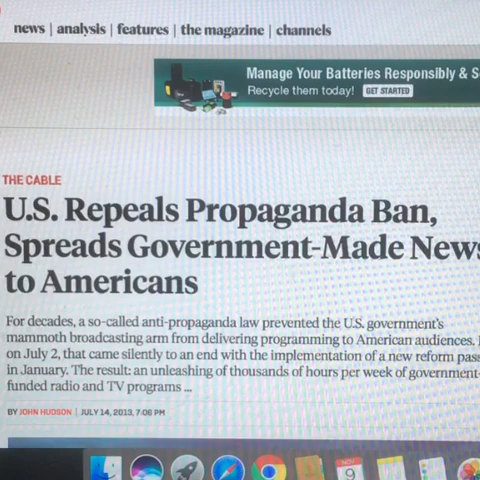 news | analysis | features | the magazine | channels
Manage Your Batteries Responsibly & S
Recycle them today! GET STARTED
THE CABLE
U.S. Repeals Propaganda Ban,
Spreads Government-Made News
to Americans
For decades, a so-called anti-propaganda law prevented the U.S. government's
mammoth broadcasting arm from delivering programming to American audiences.
on July 2, that came silently to an end with the implementation of a new reform pass
in January. The result: an unleashing of thousands of hours per week of government-
funded radio and TV programs ...
BY JOHN HUDSON | JULY 14, 2013, 7:06 PM
NOV
9